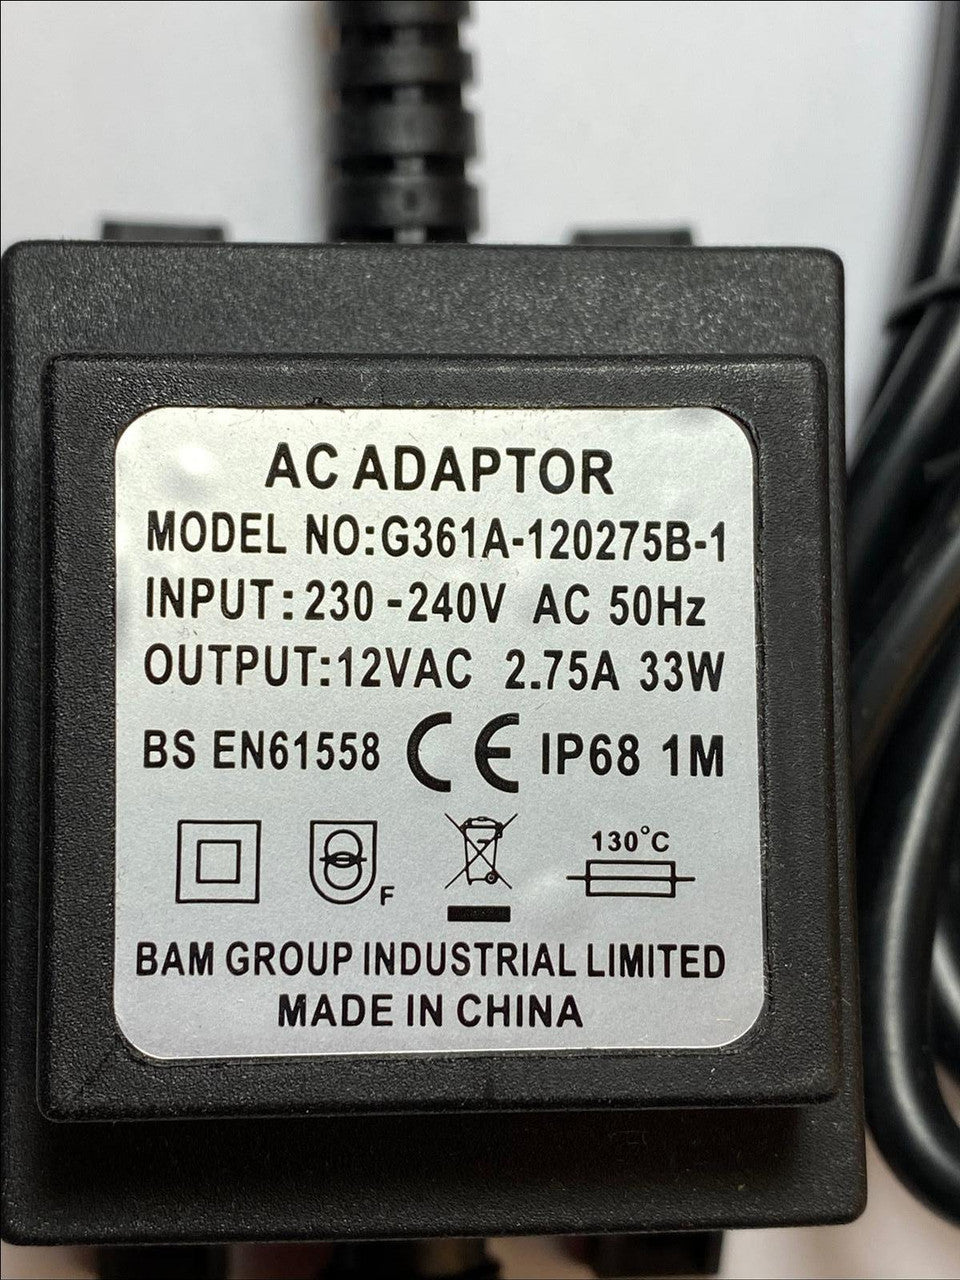 AC ADAPTOR
MODEL NO:G361A-120275B-1
INPUT: 230 -240V AC 50Hz
OUTPUT:12VAC 2.75A 33W
BS EN61558 CE IP68 1M
130°C
F
BAM GROUP INDUSTRIAL LIMITED
MADE IN CHINA